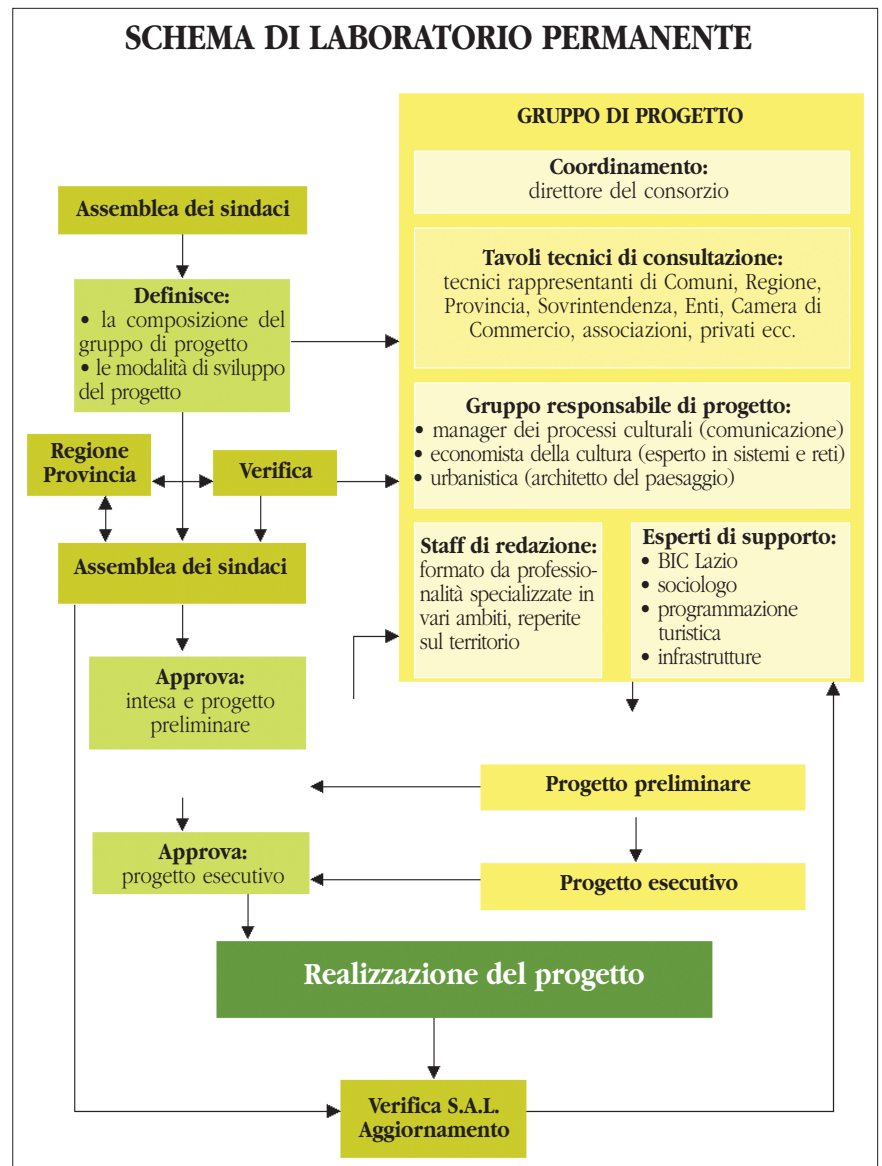 SCHEMA DI LABORATORIO PERMANENTE
Assemblea dei sindaci
Definisce:
• la composizione del
gruppo di progetto
• le modalità di sviluppo
del progetto
Regione
Provincia
Verifica
Assemblea dei sindaci
Approva:
intesa e progetto
preliminare
Approva:
progetto esecutivo
GRUPPO DI PROGETTO
Coordinamento:
direttore del consorzio
Tavoli tecnici di consultazione:
tecnici rappresentanti di Comuni, Regione,
Provincia, Sovrintendenza, Enti, Camera di
Commercio, associazioni, privati ecc.
Gruppo responsabile di progetto:
• manager dei processi culturali (comunicazione)
• economista della cultura (esperto in sistemi e reti)
• urbanistica (architetto del paesaggio)
Staff di redazione:
formato da professio-
nalità specializzate in
vari ambiti, reperite
sul territorio
Esperti di supporto:
• BIC Lazio
• sociologo
• programmazione
turistica
• infrastrutture
Progetto preliminare
Progetto esecutivo
Realizzazione del progetto
Verifica S.A.L.
Aggiornamento